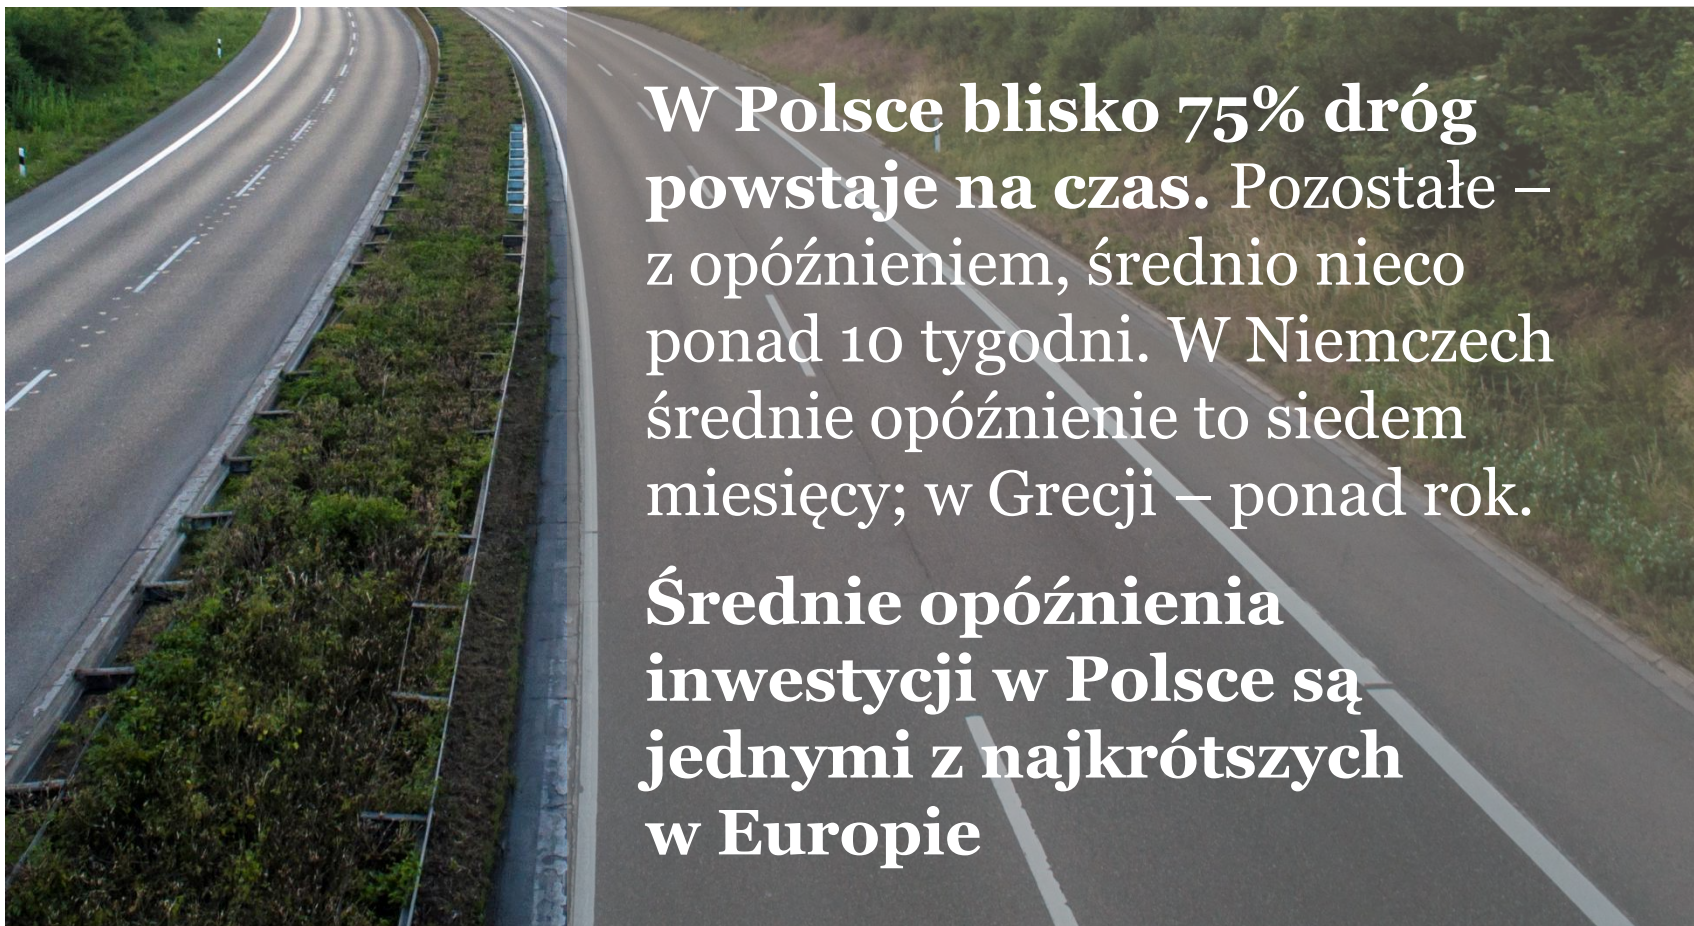 W Polsce blisko 75% dróg
powstaje na czas. Pozostałe –
z opóźnieniem, średnio nieco
ponad 10 tygodni. W Niemczech
średnie opóźnienie to siedem
miesięcy; w Grecji – ponad rok.
Średnie opóźnienia
inwestycji w Polsce są
jednymi z najkrótszych
w Europie